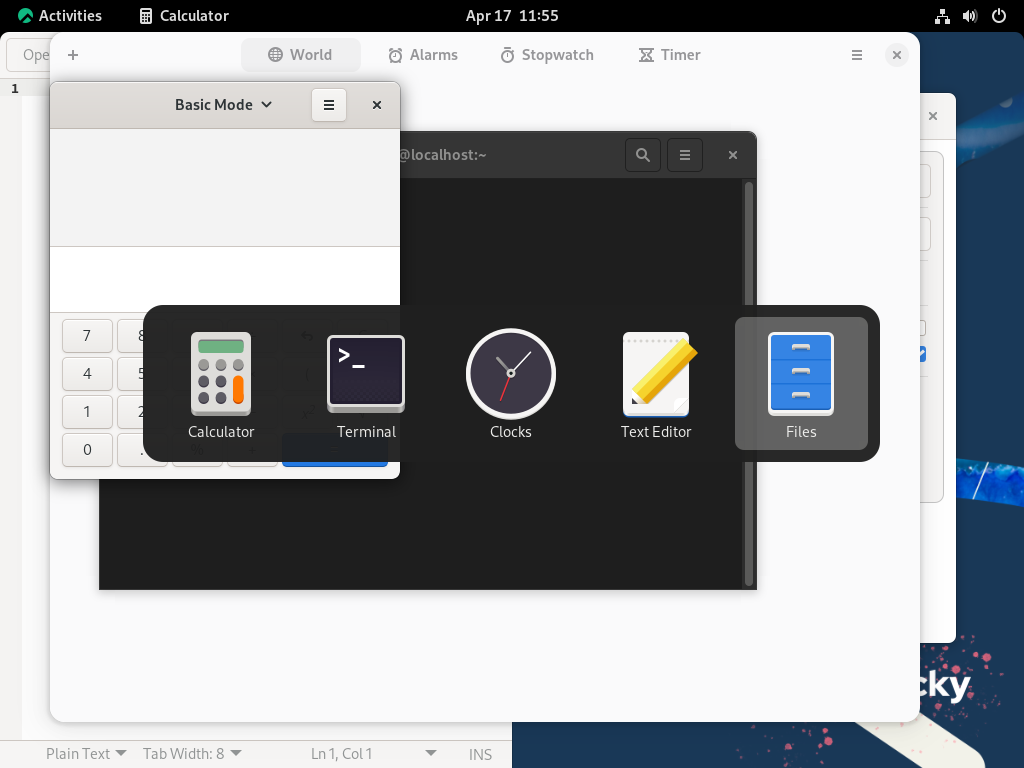 Activities
Calculator
Apr 17 11:55
Ope
World
Alarms
Stopwatch
Timer
1
Basic Mode
@localhost:~
7
8
4
5
1
2
0
.
%
Calculator
Terminal
Clocks
Text Editor
Files
cky
Plain Text
Tab Width: 8
Ln 1, Col 1
INS